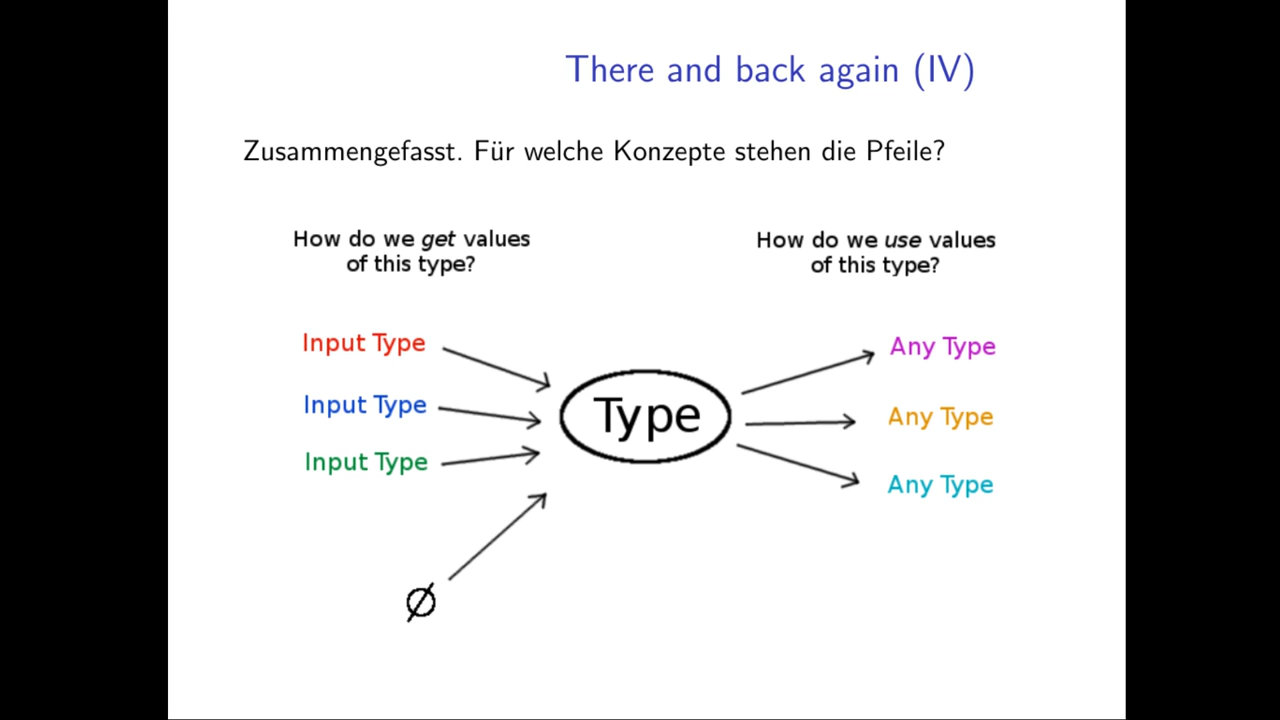 There and back again (IV)
Zusammengefasst. Für welche Konzepte stehen die Pfeile?
How do we get values
of this type?
How do we use values
of this type?
Input Type
Input Type
Input Type
Type
Any Type
Any Type
Any Type
∅